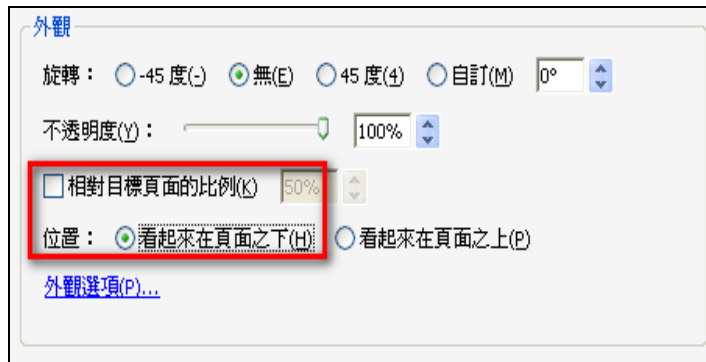 外觀
旋轉： -45 度(-) 無(E) 45 度(4) 自訂(M) 0°
不透明度(Y)： 100%
相對目標頁面的比例(K) 50%
位置： 看起來在頁面之下(H) 看起來在頁面之上(P)
外觀選項(P)...